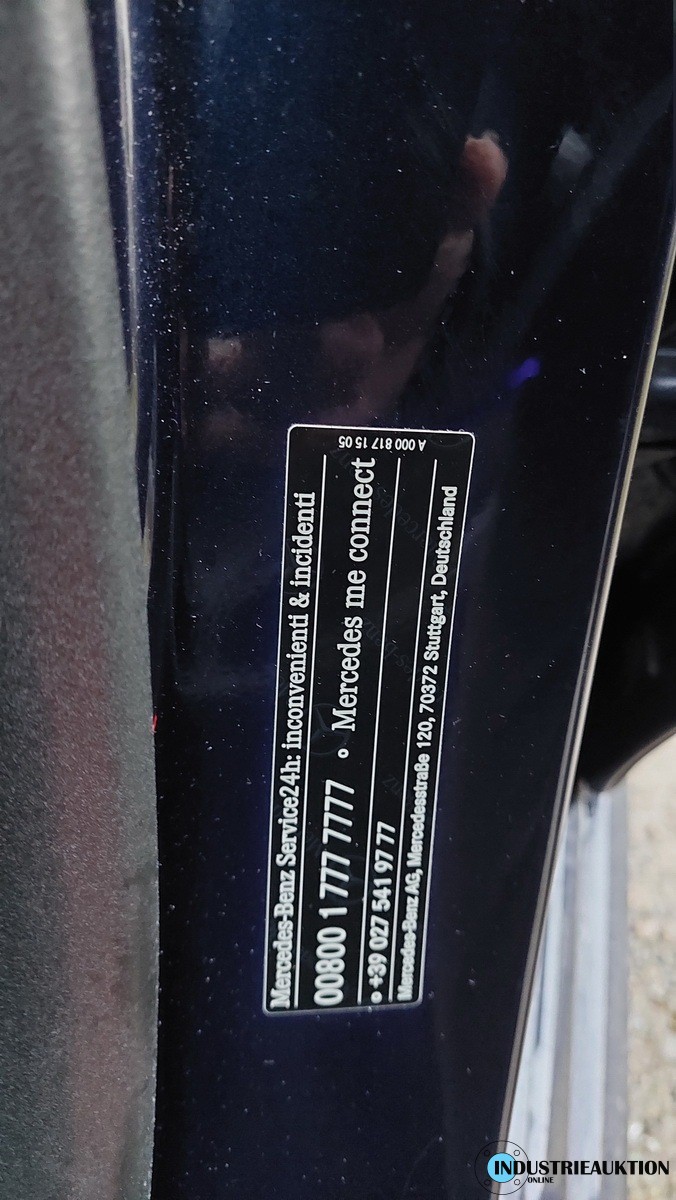 A 000 817 15 05
Mercedes-Benz Service24h: inconvenienti & incidenti
00800 1 777 7777 ° Mercedes me connect
° +39 027 541 97 77
Mercedes-Benz AG, Mercedesstraße 120, 70372 Stuttgart, Deutschland
INDUSTRIEAUKTION
ONLINE